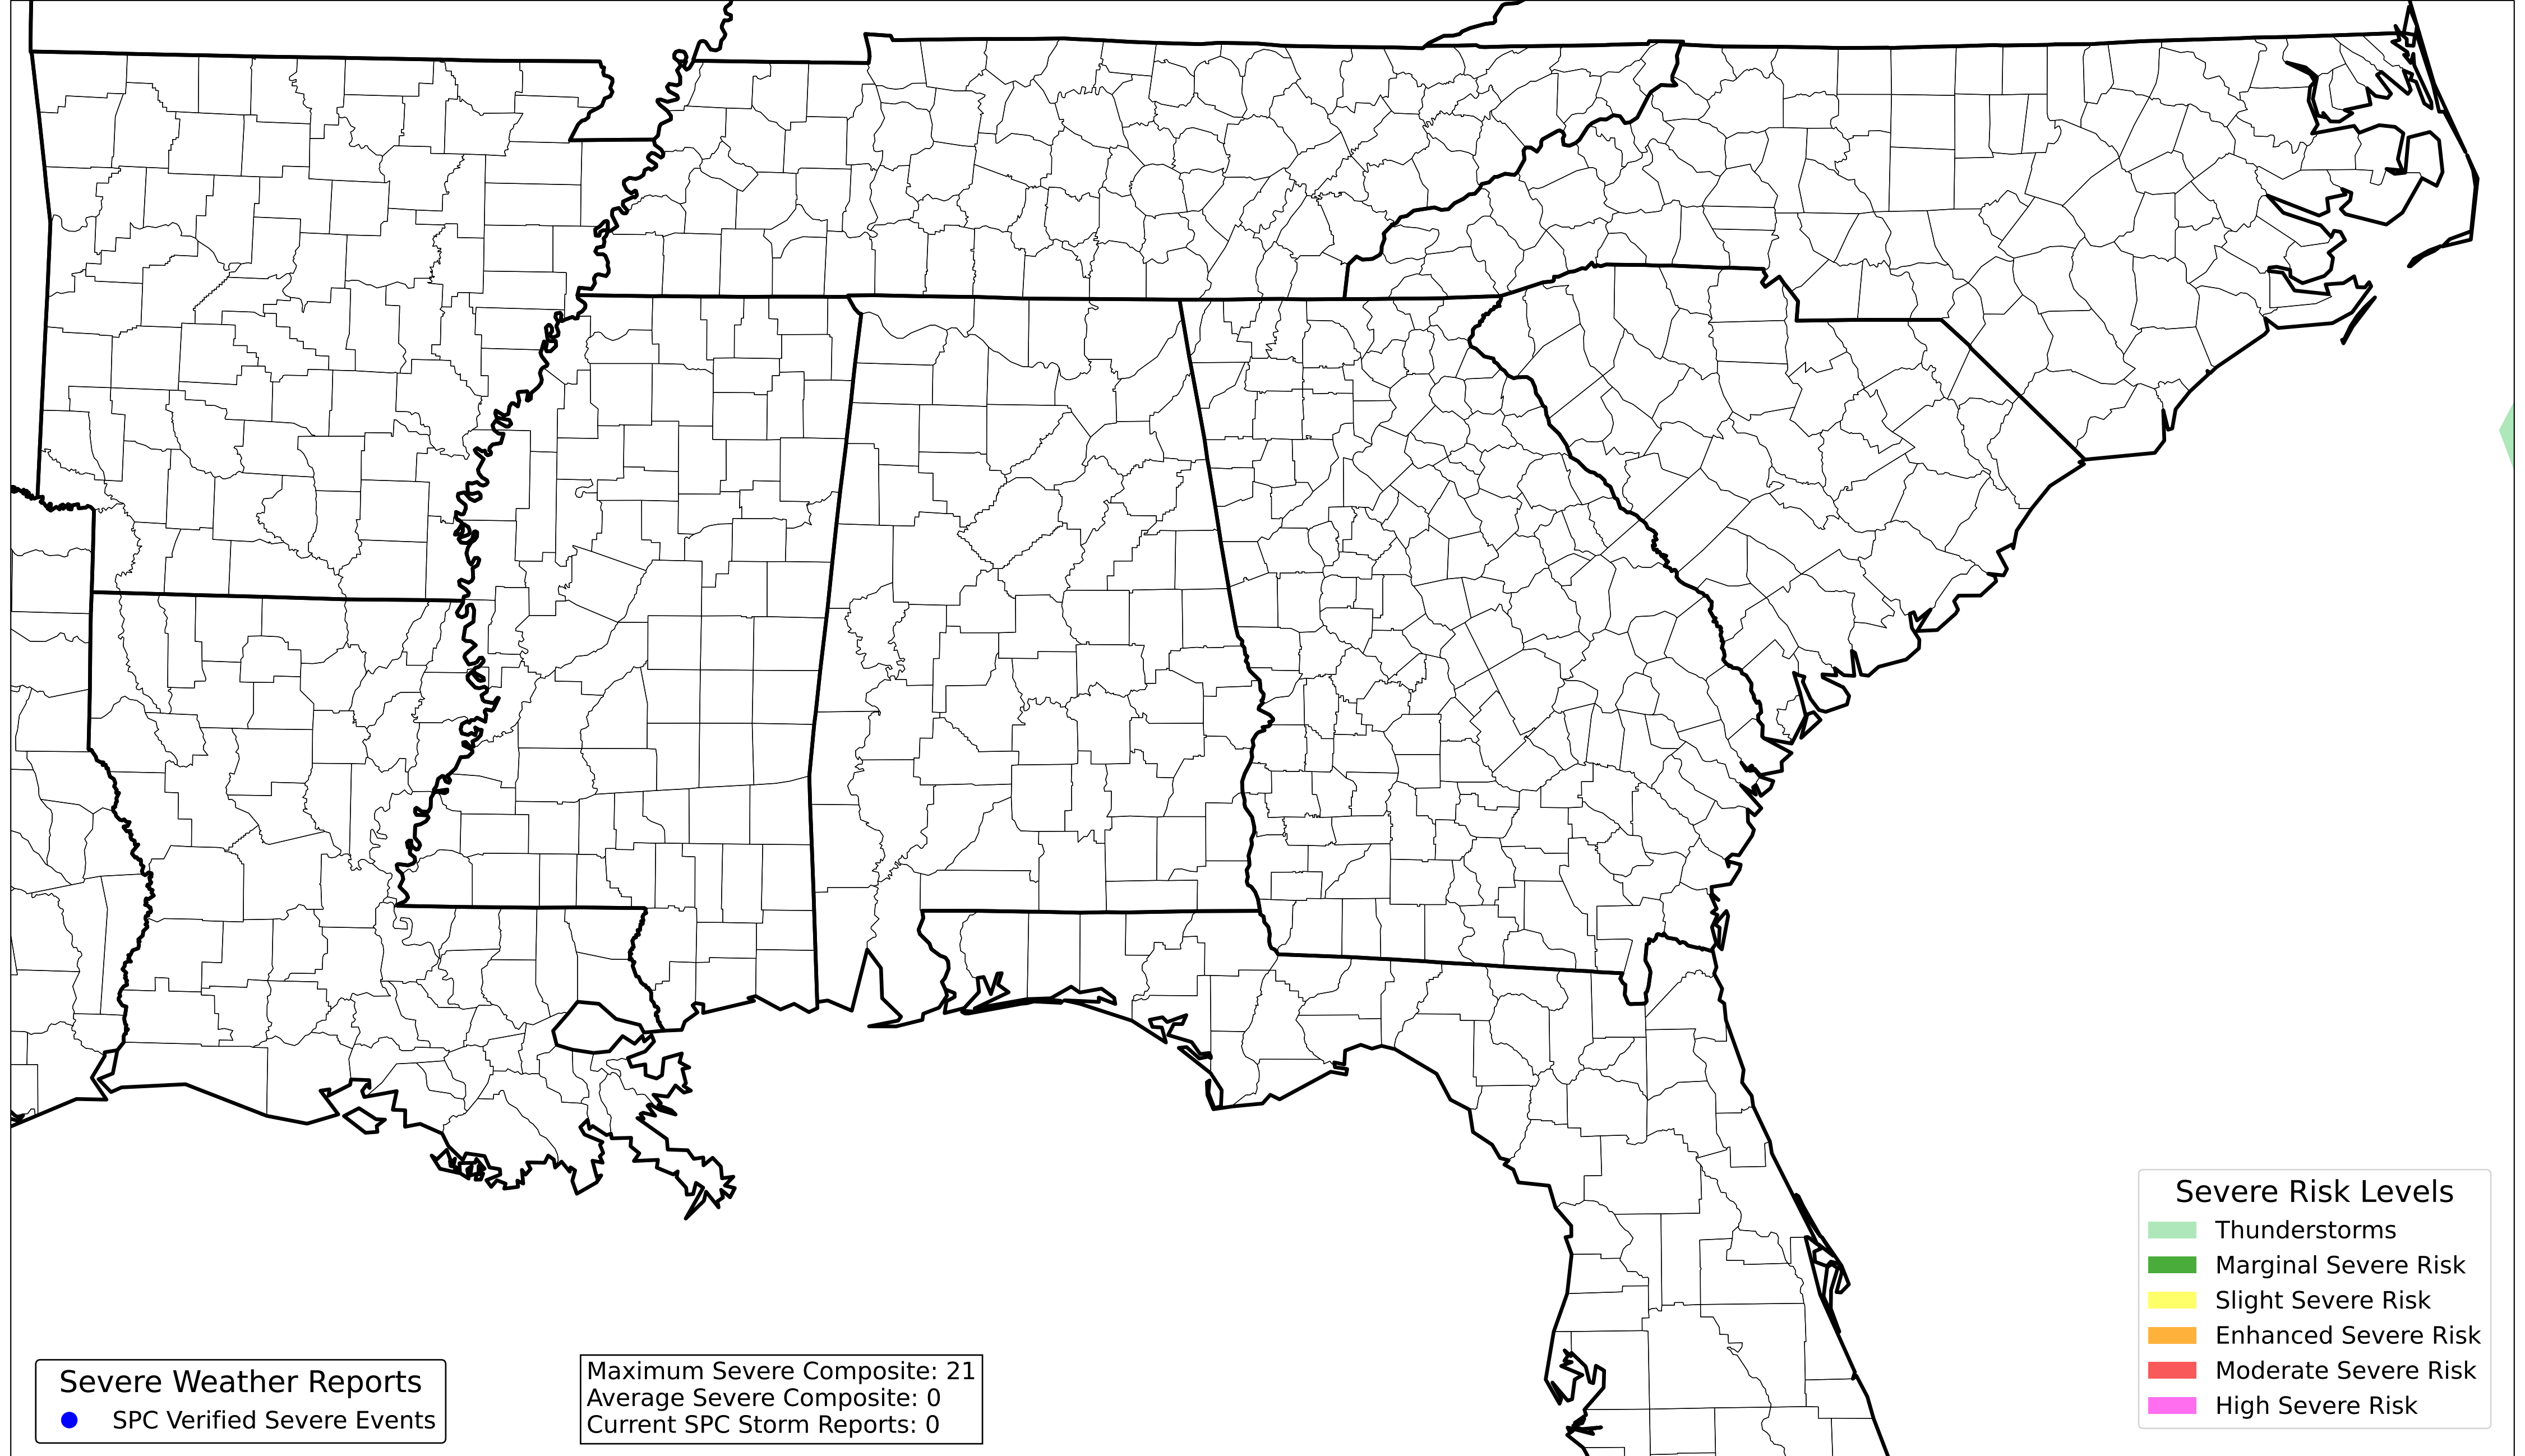 Severe Weather Reports
SPC Verified Severe Events
Maximum Severe Composite: 21
Average Severe Composite: 0
Current SPC Storm Reports: 0
Severe Risk Levels
Thunderstorms
Marginal Severe Risk
Slight Severe Risk
Enhanced Severe Risk
Moderate Severe Risk
High Severe Risk